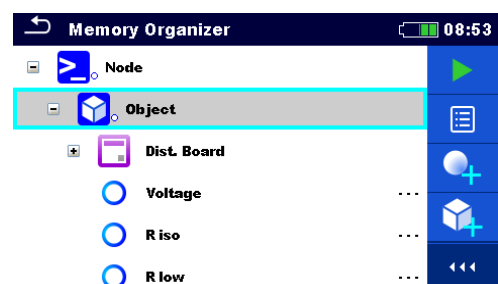 Memory Organizer 08:53
Node
Object
Dist. Board
Voltage ...
R iso ...
R low ...